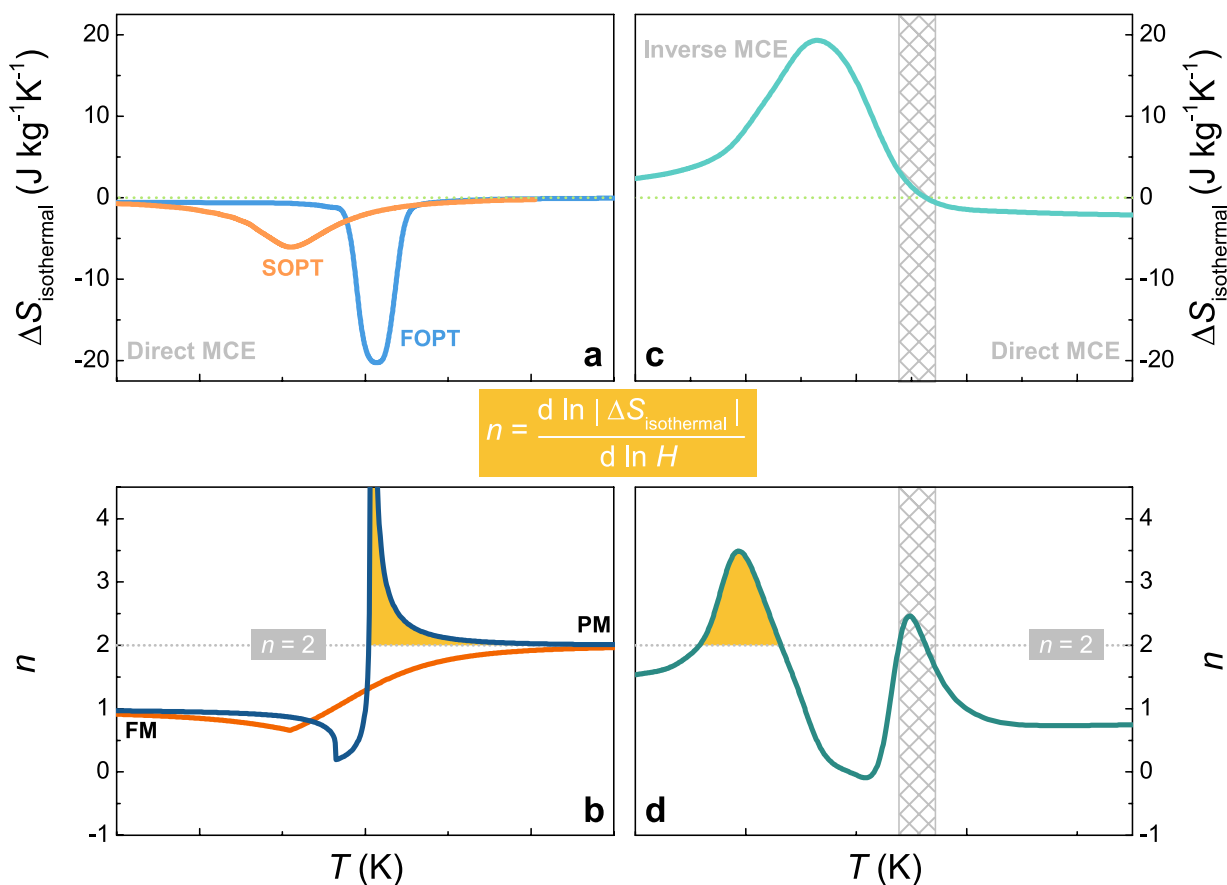 20
10
0
-10
-20
ΔS_isothermal (J kg⁻¹K⁻¹)
SOPT
FOPT
Direct MCE
a
Inverse MCE
20
10
0
-10
-20
ΔS_isothermal (J kg⁻¹K⁻¹)
Direct MCE
c
n = d ln | ΔS_isothermal | / d ln H
4
3
2
1
0
-1
n
n = 2
PM
FM
b
T (K)
4
3
2
1
0
-1
n
n = 2
d
T (K)